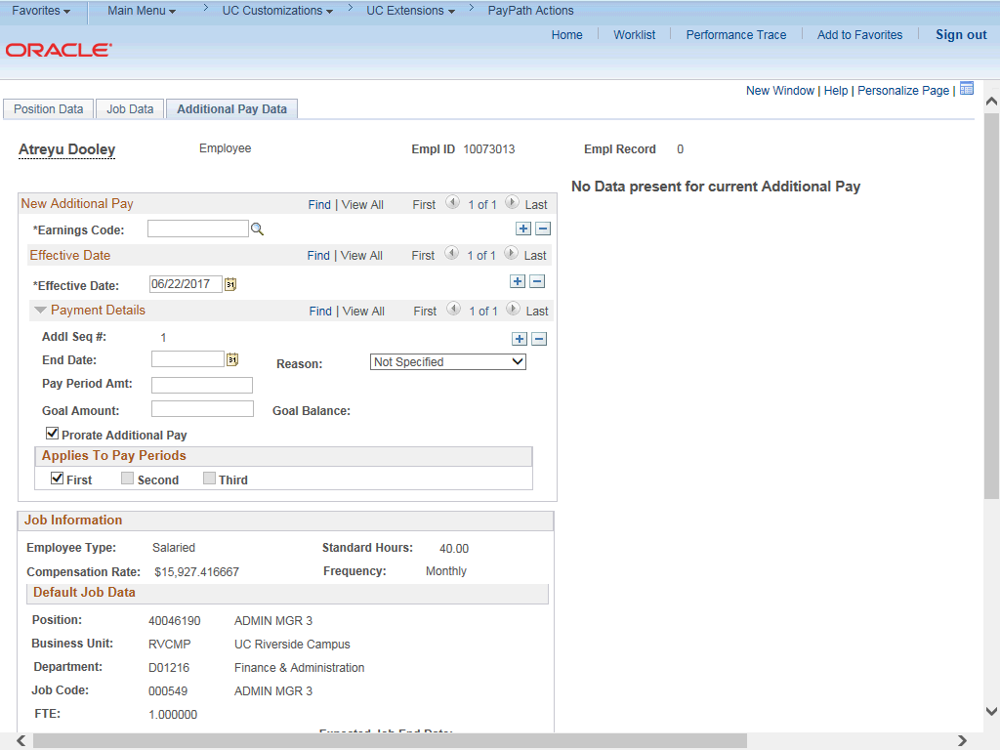 Favorites Main Menu UC Customizations UC Extensions PayPath Actions
Home Worklist Performance Trace Add to Favorites Sign out
ORACLE
New Window | Help | Personalize Page |
Position Data Job Data Additional Pay Data
Atreyu Dooley Employee Empl ID 10073013 Empl Record 0
No Data present for current Additional Pay
New Additional Pay Find | View All First 1 of 1 Last
*Earnings Code:
Effective Date Find | View All First 1 of 1 Last
*Effective Date: 06/22/2017 31
Payment Details Find | View All First 1 of 1 Last
Addl Seq #: 1
End Date: 31 Reason: Not Specified
Pay Period Amt:
Goal Amount: Goal Balance:
Prorate Additional Pay
Applies To Pay Periods
First Second Third
Job Information
Employee Type: Salaried Standard Hours: 40.00
Compensation Rate: $15,927.416667 Frequency: Monthly
Default Job Data
Position: 40046190 ADMIN MGR 3
Business Unit: RVCMP UC Riverside Campus
Department: D01216 Finance & Administration
Job Code: 000549 ADMIN MGR 3
FTE: 1.000000
Expected Job End Date: